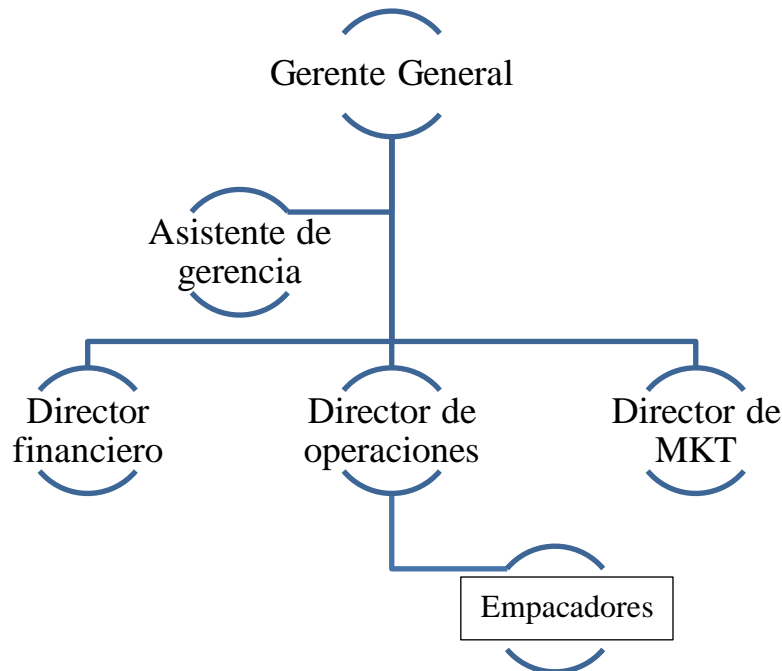 Gerente General
Asistente de
gerencia
Director
financiero
Director de
operaciones
Director de
MKT
Empacadores